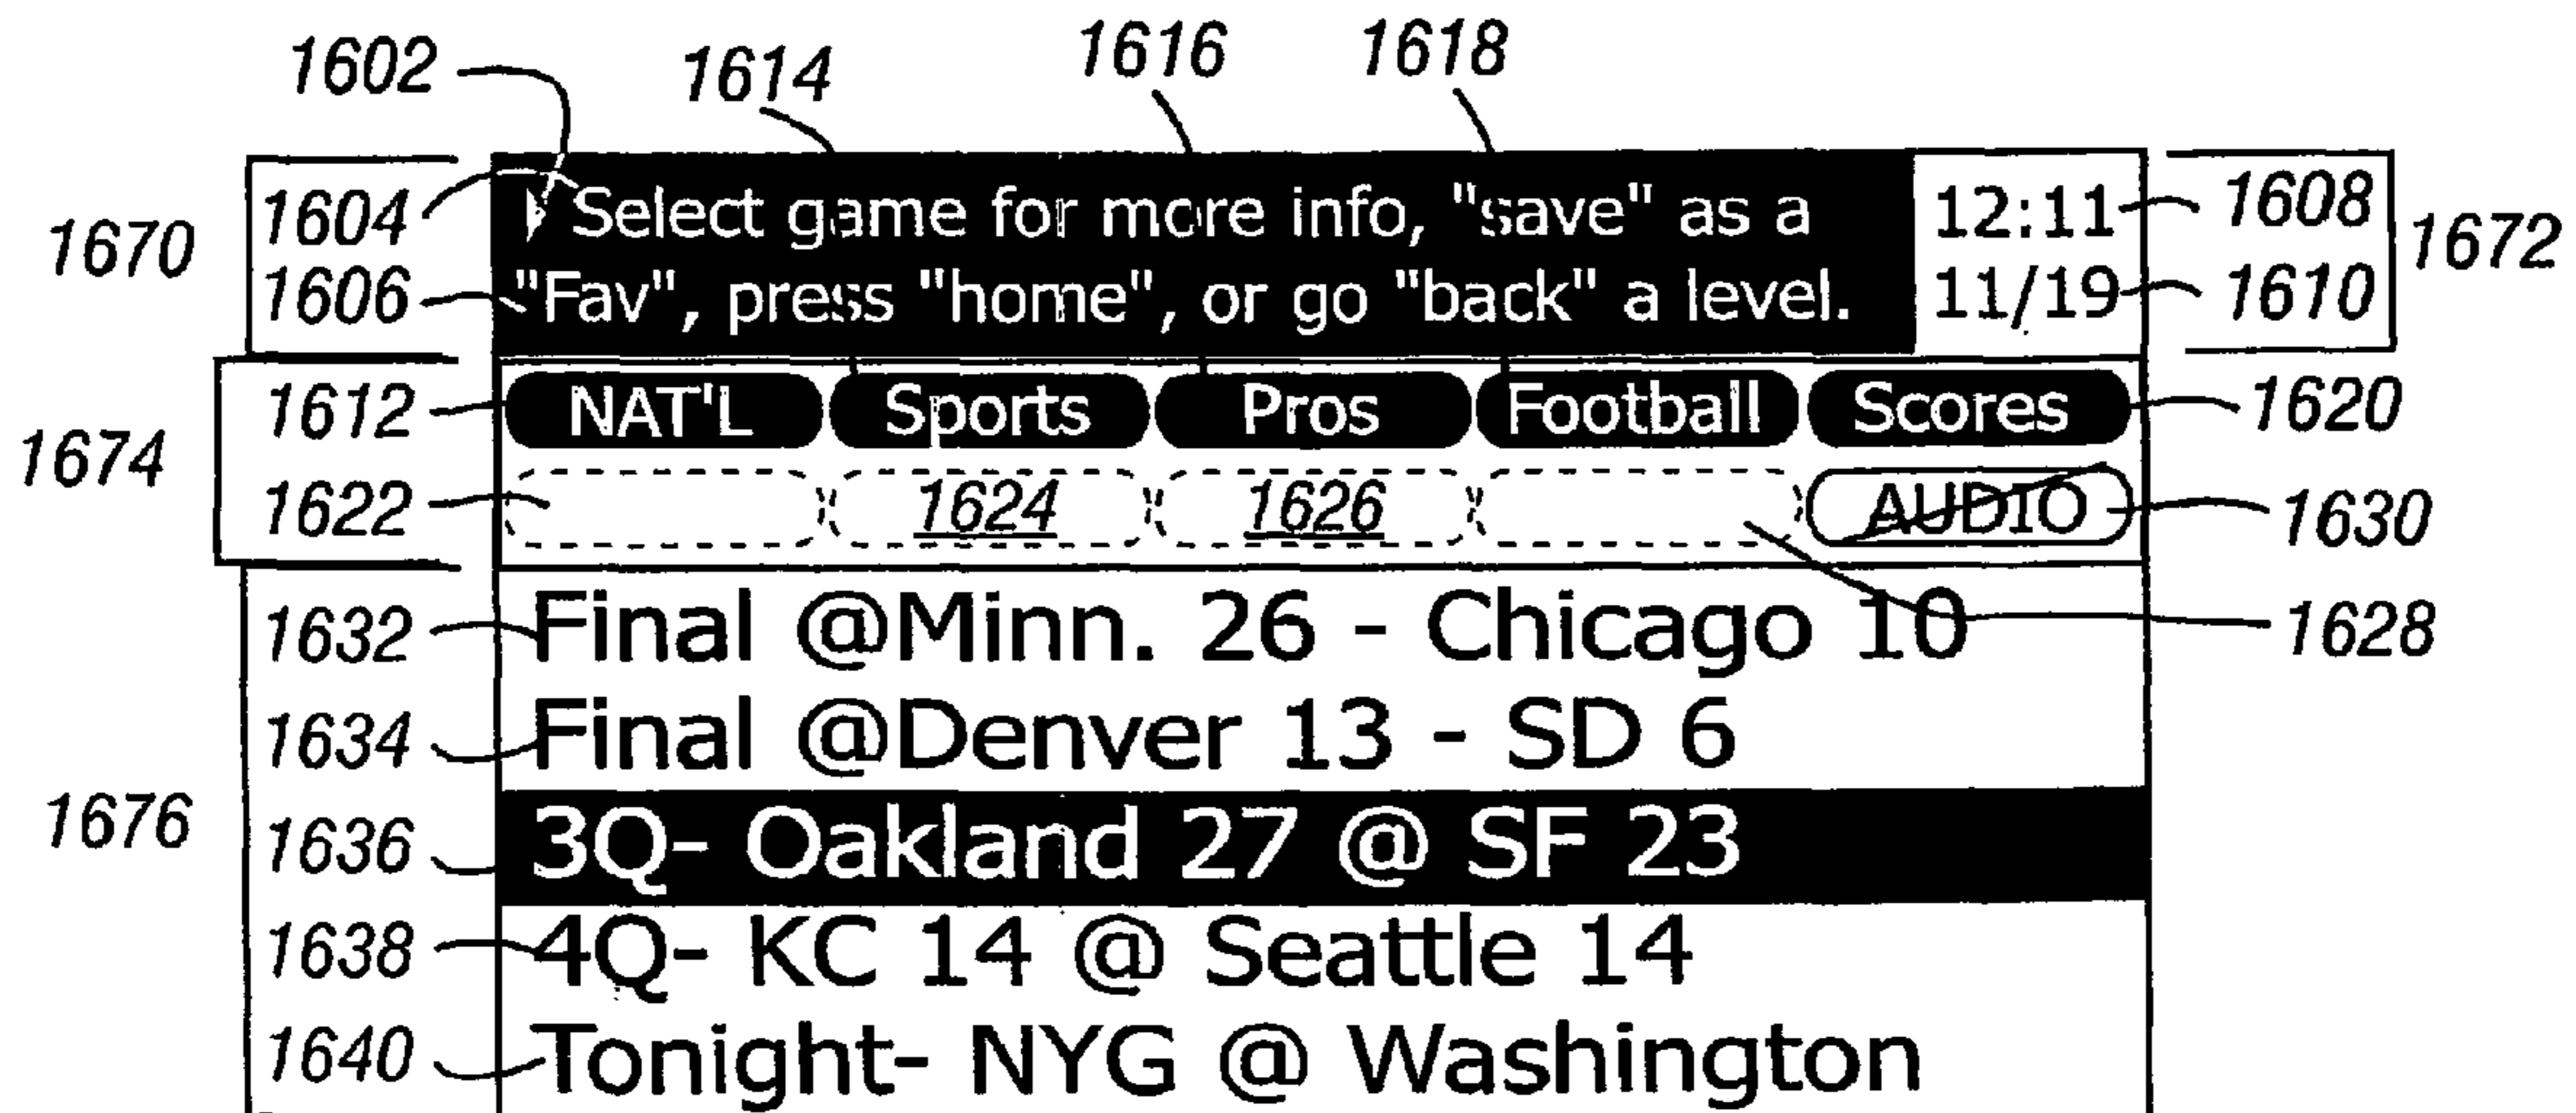 1602 1614 1616 1618
1670 1604 Select game for more info, "save" as a 12:11 1608 1672
1606 "Fav", press "home", or go "back" a level. 11/19 1610
1674 1612 NAT'L Sports Pros Football Scores 1620
1622 1624 1626 AUDIO 1630
1632 Final @Minn. 26 - Chicago 10 1628
1634 Final @Denver 13 - SD 6
1676 1636 3Q- Oakland 27 @ SF 23
1638 4Q- KC 14 @ Seattle 14
1640 Tonight- NYG @ Washington